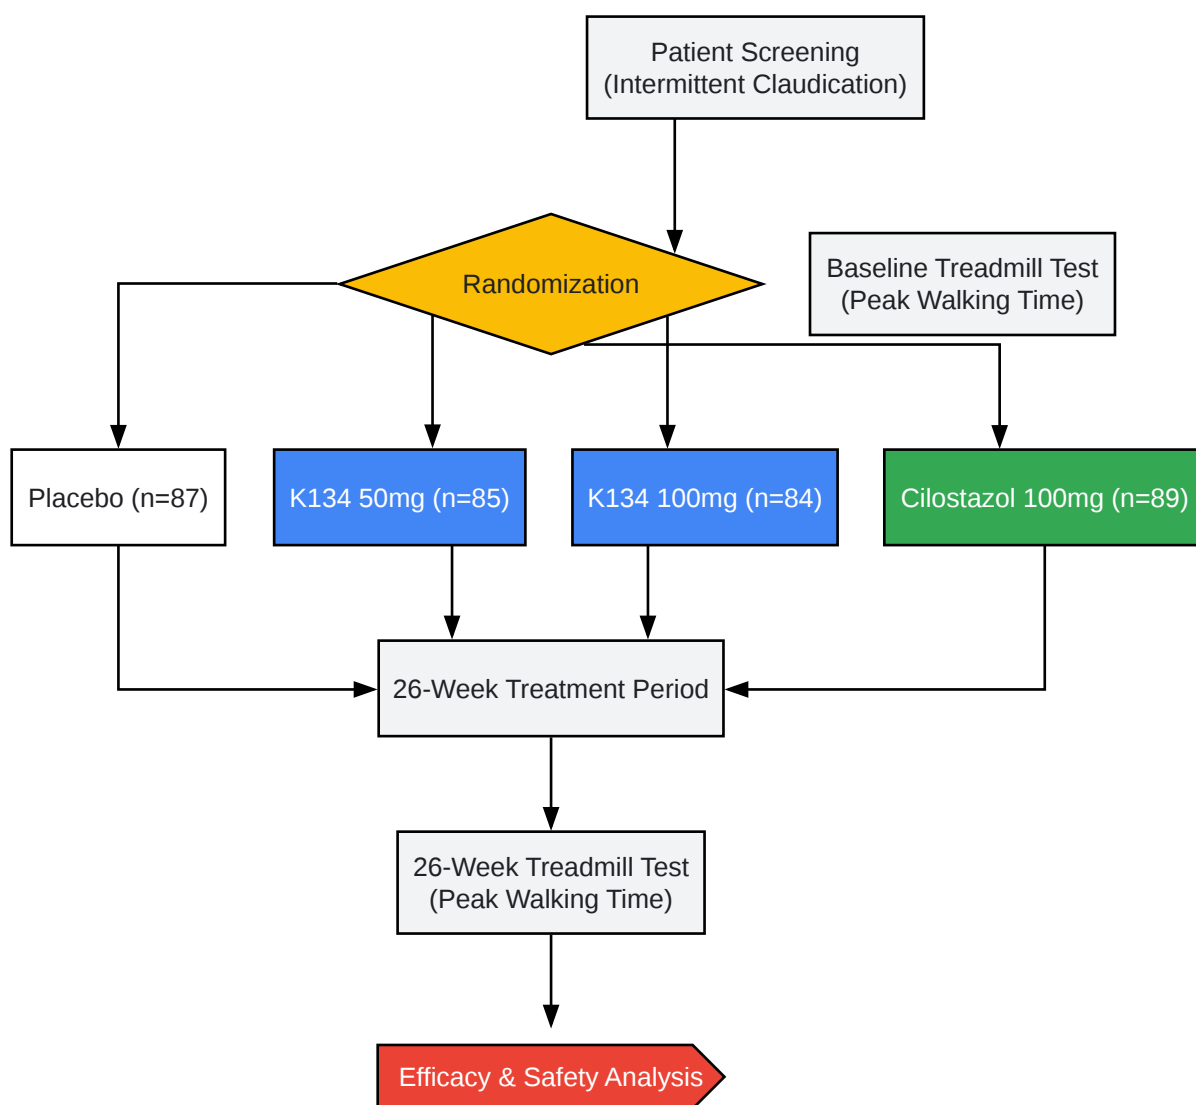 Patient Screening
(Intermittent Claudication)
Randomization
Baseline Treadmill Test
(Peak Walking Time)
Placebo (n=87)
K134 50mg (n=85)
K134 100mg (n=84)
Cilostazol 100mg (n=89)
26-Week Treatment Period
26-Week Treadmill Test
(Peak Walking Time)
Efficacy & Safety Analysis